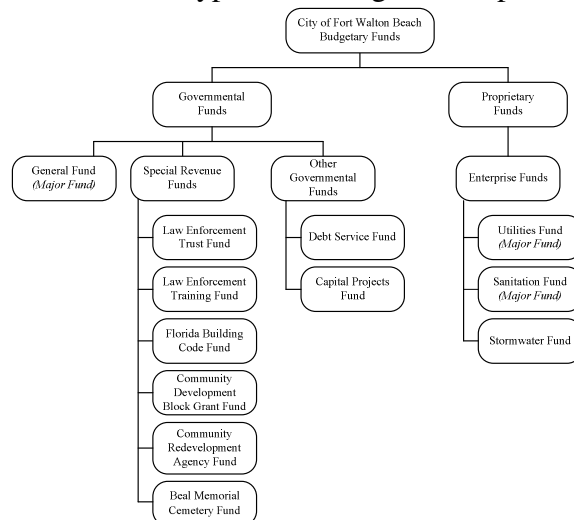 City of Fort Walton Beach
Budgetary Funds
Governmental
Funds
Proprietary
Funds
General Fund
(Major Fund)
Special Revenue
Funds
Other
Governmental
Funds
Enterprise Funds
Law Enforcement
Trust Fund
Debt Service Fund
Utilities Fund
(Major Fund)
Law Enforcement
Training Fund
Capital Projects
Fund
Sanitation Fund
(Major Fund)
Florida Building
Code Fund
Stormwater Fund
Community
Development
Block Grant Fund
Community
Redevelopment
Agency Fund
Beal Memorial
Cemetery Fund